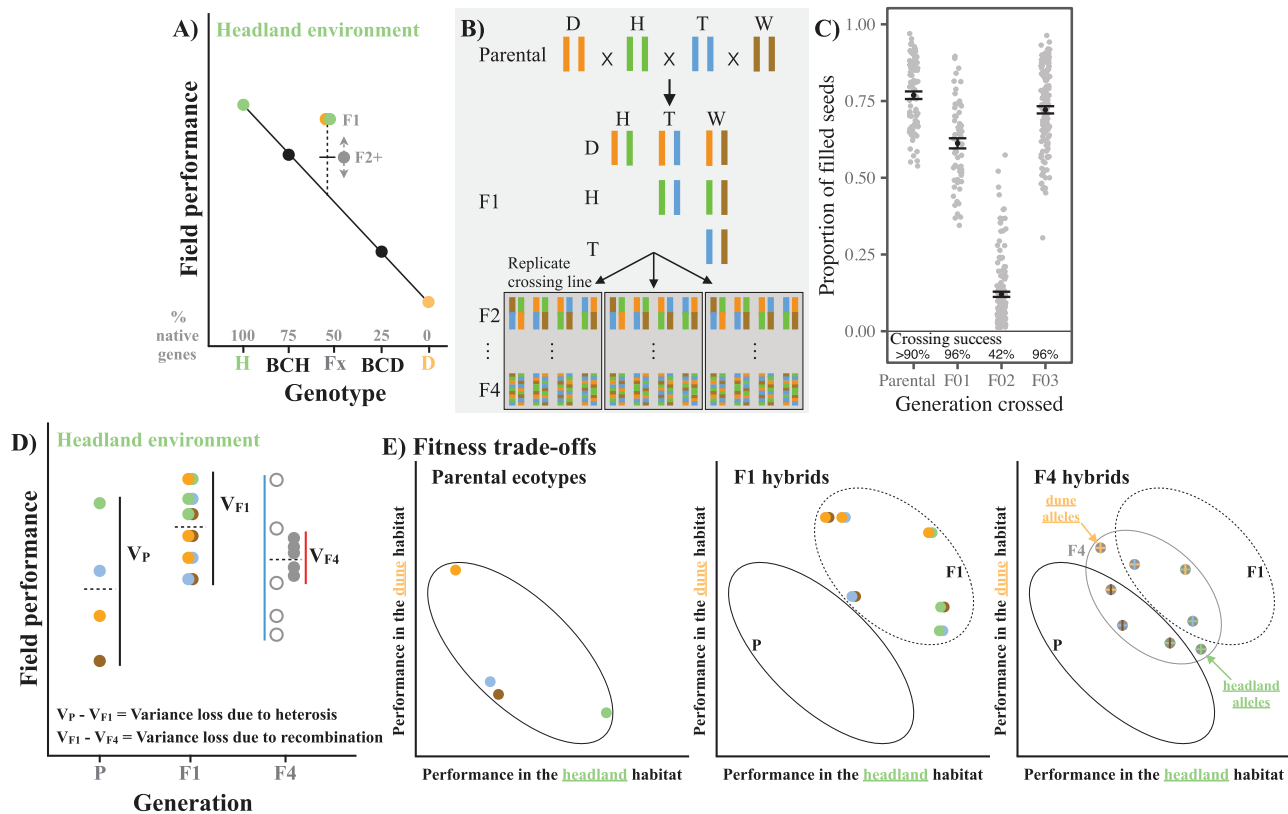 A)
Headland environment
Field performance
F1
F2+
% native genes
100 75 50 25 0
H BCH Fx BCD D
Genotype
B)
D H T W
Parental
x x x
H T W
D
H
F1
T
Replicate
crossing line
F2
⋮ ⋮ ⋮
F4
C)
Proportion of filled seeds
1.00
0.75
0.50
0.25
0.00
Crossing success
>90% 96% 42% 96%
Parental F01 F02 F03
Generation crossed
D)
Headland environment
Field performance
VP
VF1
VF4
VP - VF1 = Variance loss due to heterosis
VF1 - VF4 = Variance loss due to recombination
P F1 F4
Generation
E) Fitness trade-offs
Parental ecotypes
Performance in the dune habitat
Performance in the headland habitat
F1 hybrids
Performance in the dune habitat
F1
P
Performance in the headland habitat
F4 hybrids
Performance in the dune habitat
dune
alleles
F4
F1
P
headland
alleles
Performance in the headland habitat